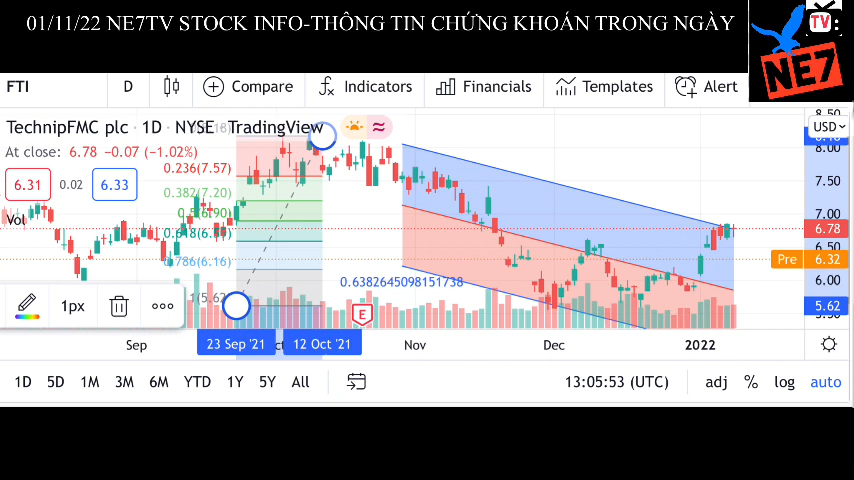 01/11/22 NE7TV STOCK INFO-THÔNG TIN CHỨNG KHOÁN TRONG NGÀY
TV
NE7
FTI D Compare Indicators Financials Templates Alert
TechnipFMC plc · 1D · NYSE TradingView
USD
At close: 6.78 −0.07 (−1.02%)
6.31 0.02 6.33
Vol
0.236(7.57)
0.382(7.20)
0.786(6.16)
0.6382645098151738
8.50
8.00
7.50
7.00
6.78
6.50
Pre 6.32
6.00
5.62
E
1px
Sep 23 Sep '21 12 Oct '21 Nov Dec 2022
1D 5D 1M 3M 6M YTD 1Y 5Y All 13:05:53 (UTC) adj % log auto